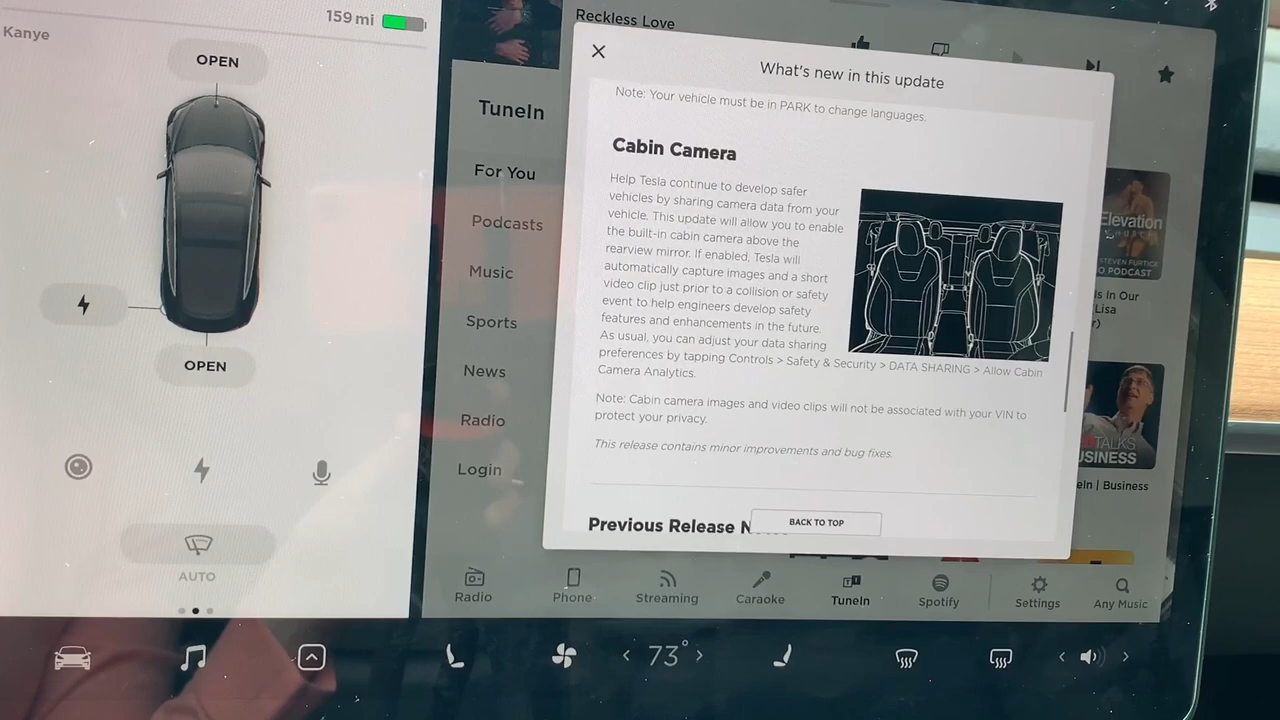 Kanye
159 mi
OPEN
OPEN
AUTO
Reckless Love
TuneIn
For You
Podcasts
Music
Sports
News
Radio
Login
What's new in this update
Note: Your vehicle must be in PARK to change languages.
Cabin Camera
Help Tesla continue to develop safer
vehicles by sharing camera data from your
vehicle. This update will allow you to enable
the built-in cabin camera above the
rearview mirror. If enabled, Tesla will
automatically capture images and a short
video clip just prior to a collision or safety
event to help engineers develop safety
features and enhancements in the future.
As usual, you can adjust your data sharing
preferences by tapping Controls > Safety & Security > DATA SHARING > Allow Cabin
Camera Analytics.
Note: Cabin camera images and video clips will not be associated with your VIN to
protect your privacy.
This release contains minor improvements and bug fixes.
Previous Release N
BACK TO TOP
Elevation
STEVEN FURTICK
O PODCAST
Is In Our
Lisa
r)
TALKS
USINESS
eIn | Business
Radio
Phone
Streaming
Caraoke
TuneIn
Spotify
Settings
Any Music
73°